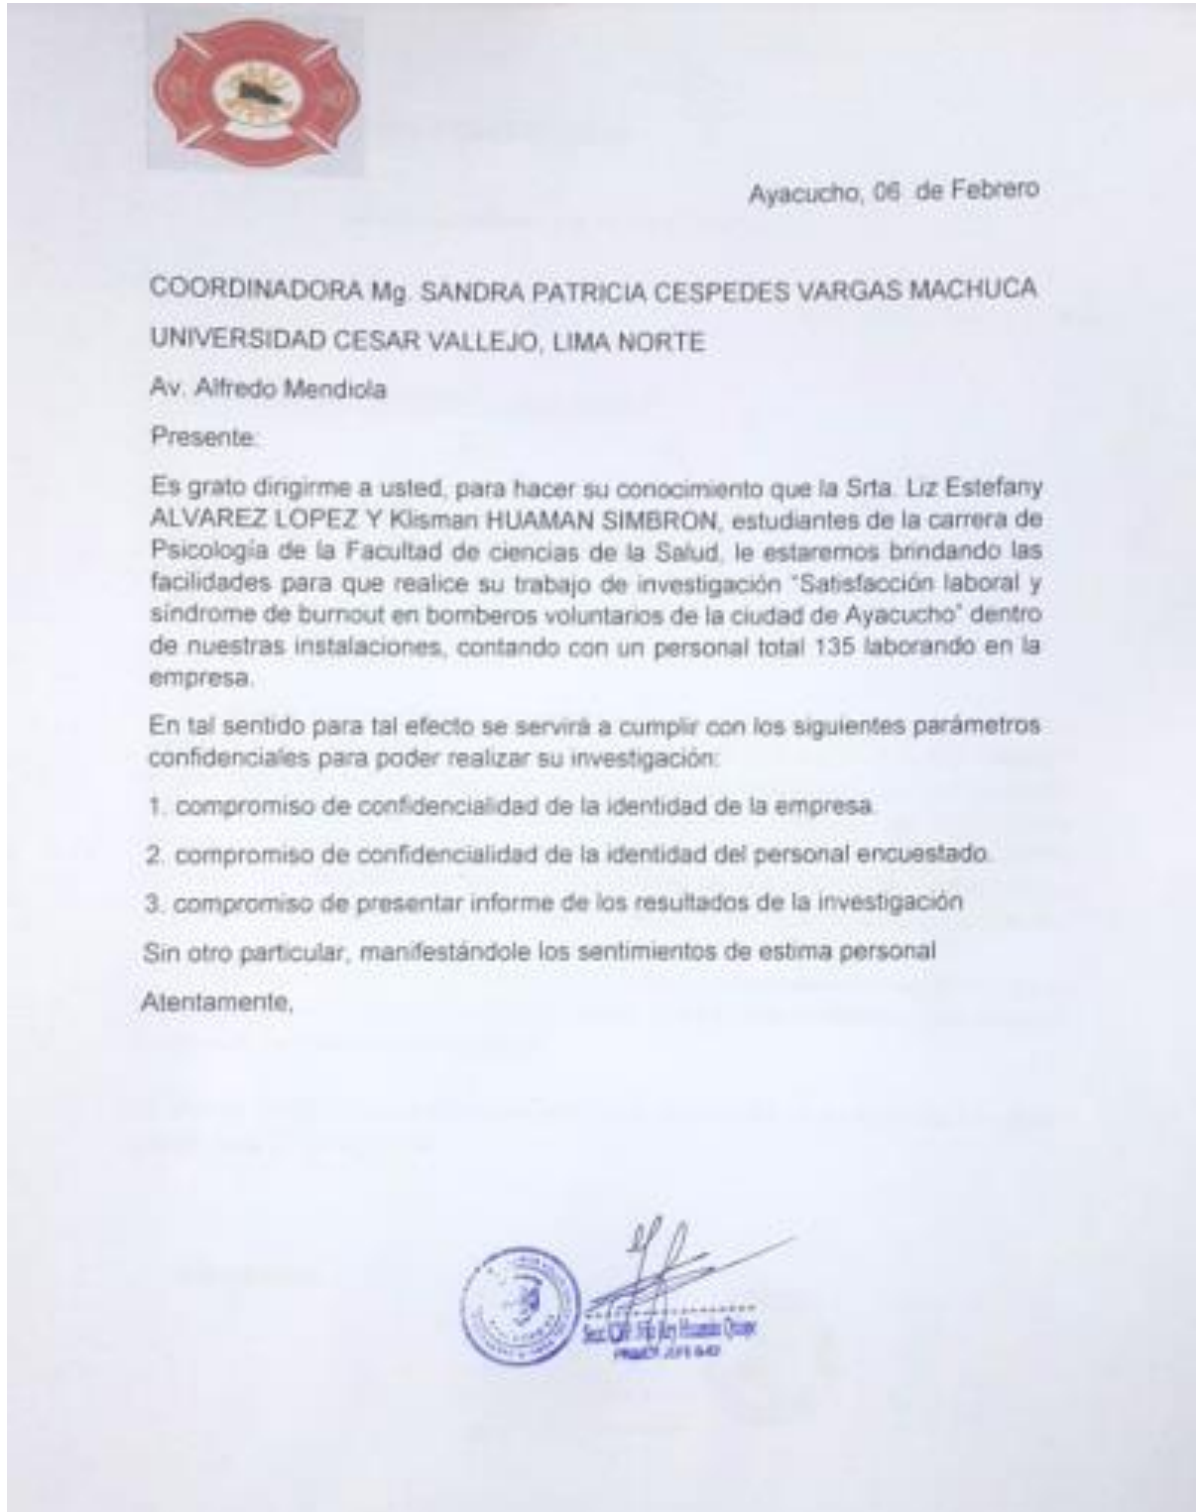 Ayacucho, 06 de Febrero
COORDINADORA Mg. SANDRA PATRICIA CESPEDES VARGAS MACHUCA
UNIVERSIDAD CESAR VALLEJO, LIMA NORTE
Av. Alfredo Mendiola
Presente:
Es grato dirigirme a usted, para hacer su conocimiento que la Srta. Liz Estefany
ALVAREZ LOPEZ Y Klisman HUAMAN SIMBRON, estudiantes de la carrera de
Psicología de la Facultad de ciencias de la Salud, le estaremos brindando las
facilidades para que realice su trabajo de investigación “Satisfacción laboral y
síndrome de burnout en bomberos voluntarios de la ciudad de Ayacucho” dentro
de nuestras instalaciones, contando con un personal total 135 laborando en la
empresa.
En tal sentido para tal efecto se servirá a cumplir con los siguientes parámetros
confidenciales para poder realizar su investigación:
1. compromiso de confidencialidad de la identidad de la empresa.
2. compromiso de confidencialidad de la identidad del personal encuestado.
3. compromiso de presentar informe de los resultados de la investigación
Sin otro particular, manifestándole los sentimientos de estima personal
Atentamente,
PRIMER JEFE